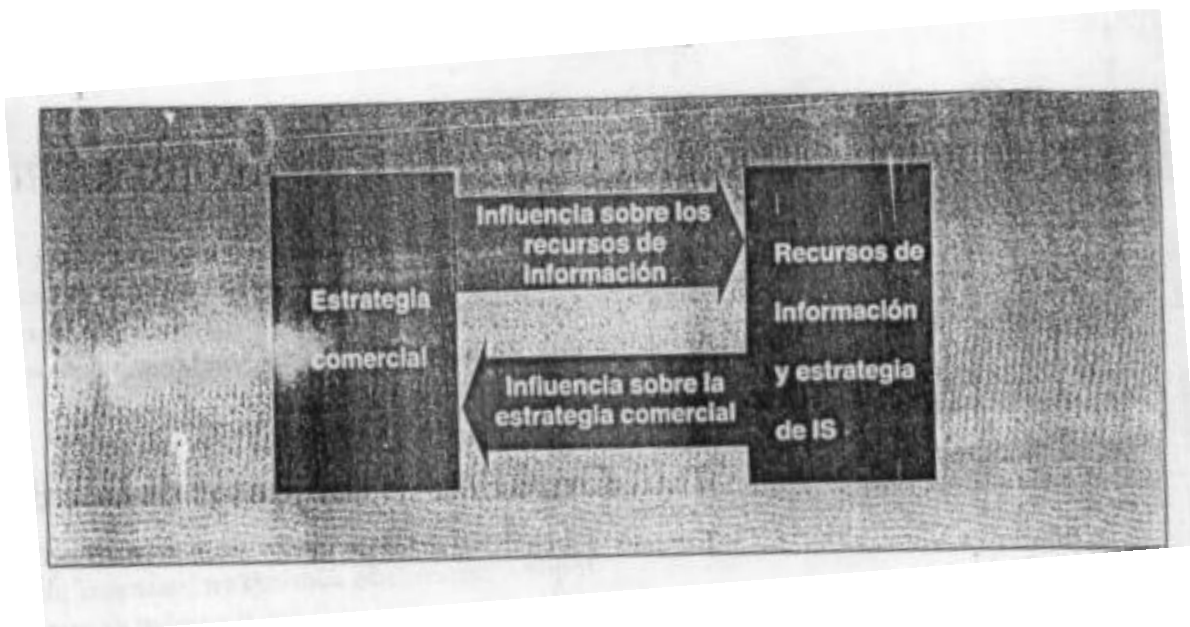 Estrategia
comercial
Influencia sobre los
recursos de
información
Influencia sobre la
estrategia comercial
Recursos de
información
y estrategia
de IS